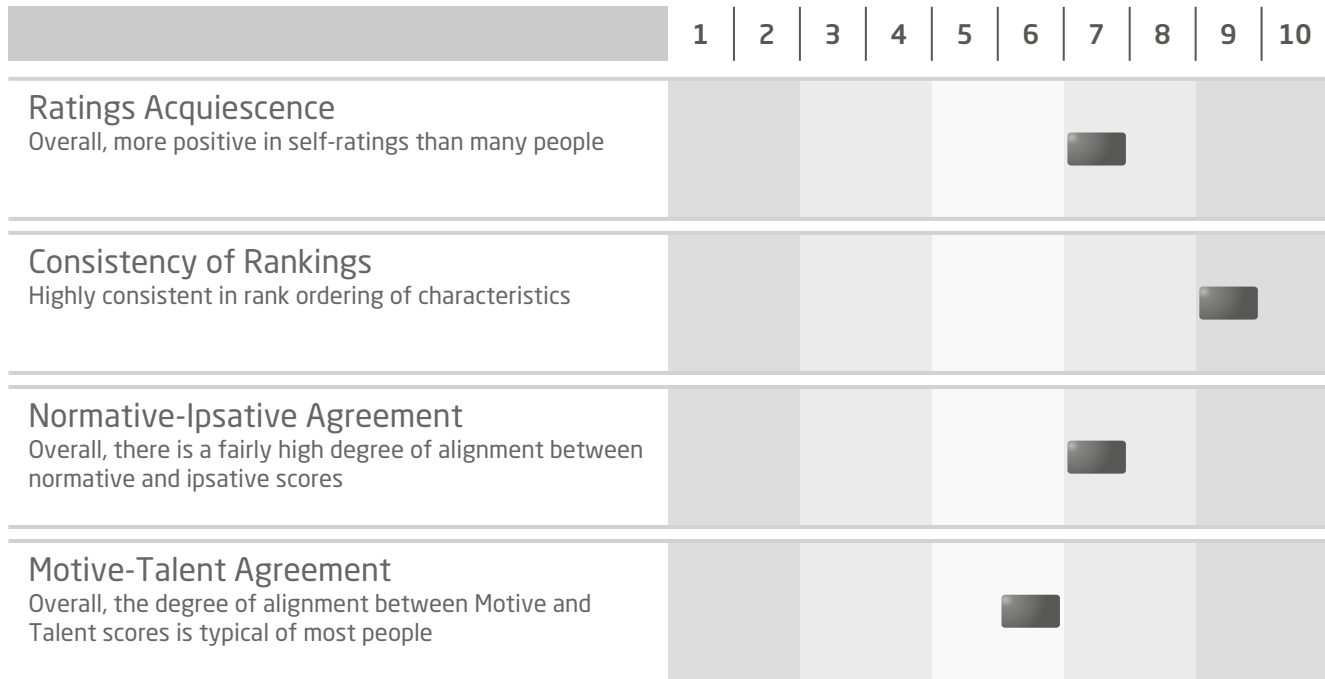 1 2 3 4 5 6 7 8 9 10
Ratings Acquiescence
Overall, more positive in self-ratings than many people
Consistency of Rankings
Highly consistent in rank ordering of characteristics
Normative-Ipsative Agreement
Overall, there is a fairly high degree of alignment between
normative and ipsative scores
Motive-Talent Agreement
Overall, the degree of alignment between Motive and
Talent scores is typical of most people